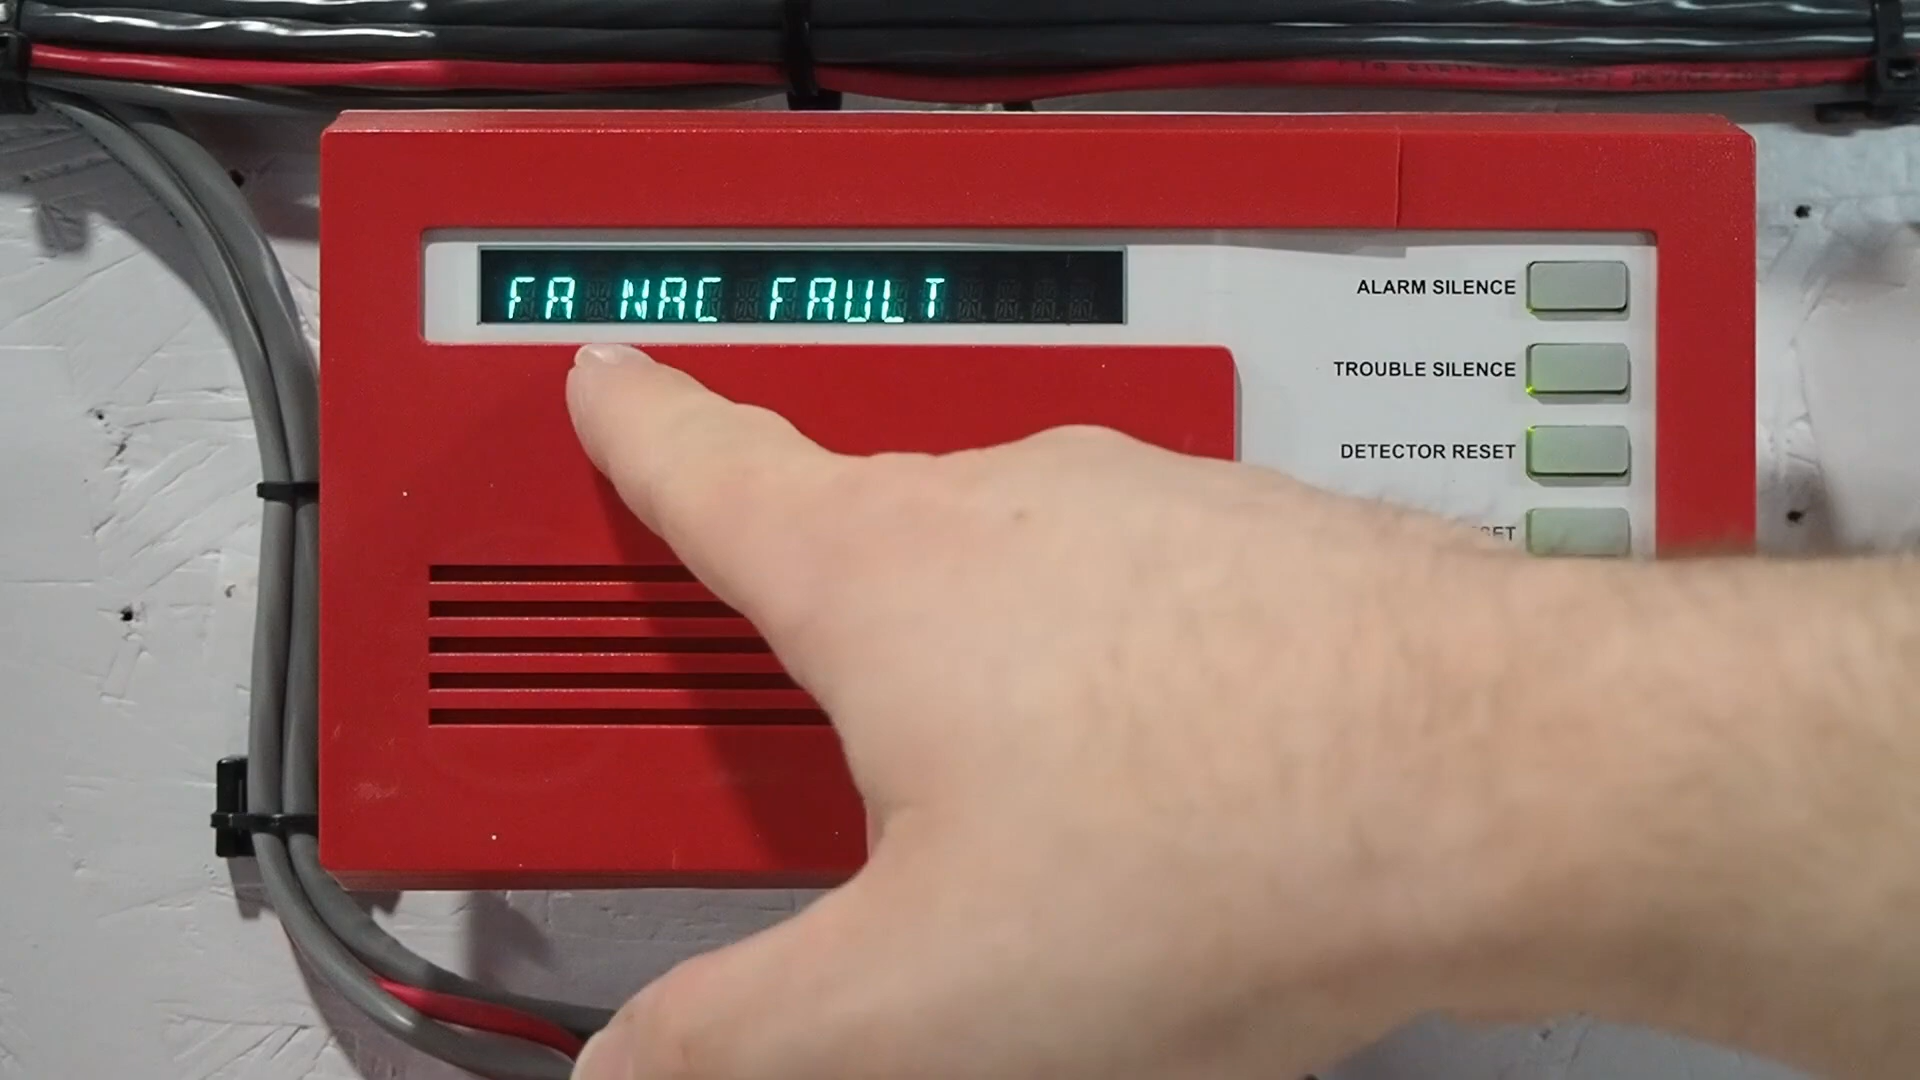 FA NAC FAULT
ALARM SILENCE
TROUBLE SILENCE
DETECTOR RESET